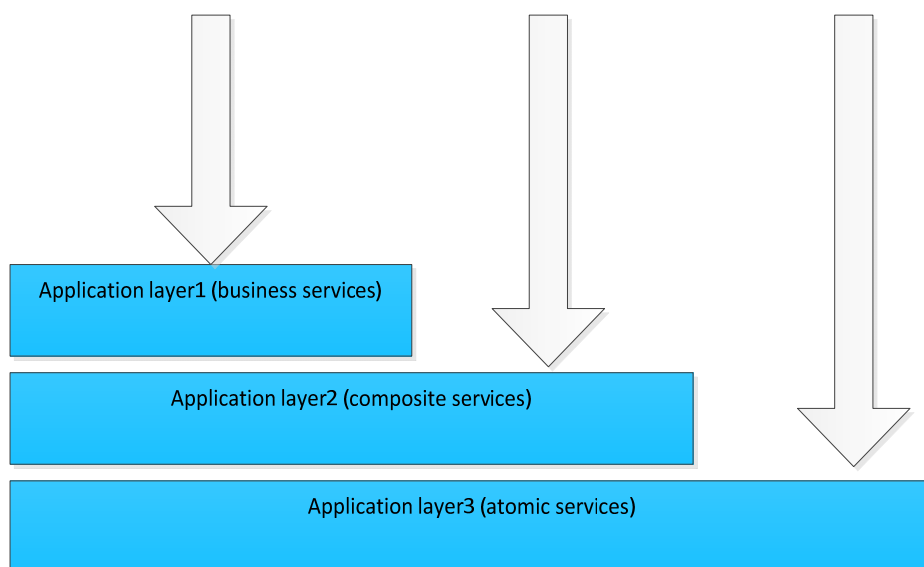 Application layer1 (business services)
Application layer2 (composite services)
Application layer3 (atomic services)